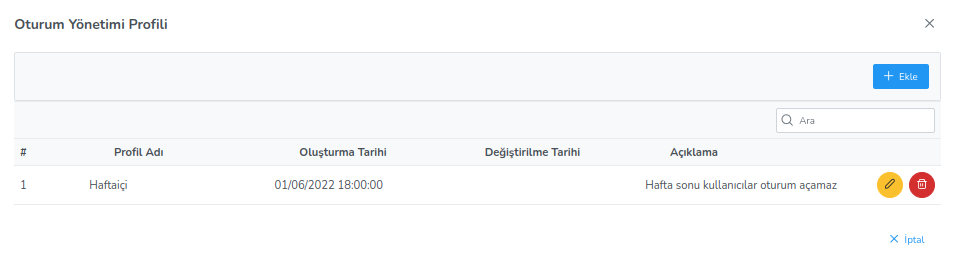 Oturum Yönetimi Profili
Ekle
Ara
# Profil Adı Oluşturma Tarihi Değiştirilme Tarihi Açıklama
1 Haftaiçi 01/06/2022 18:00:00 Hafta sonu kullanıcılar oturum açamaz
İptal